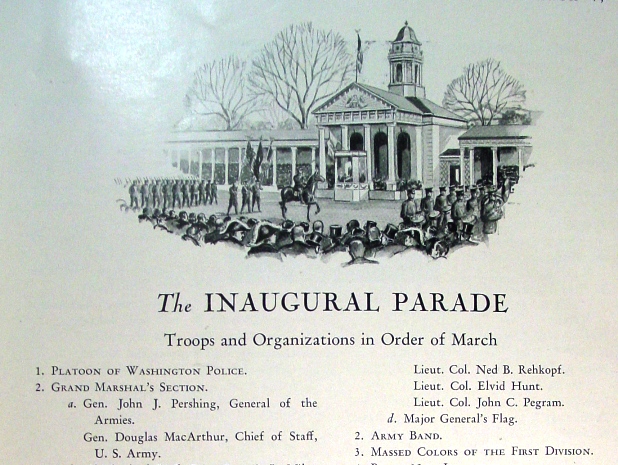 The INAUGURAL PARADE
Troops and Organizations in Order of March
1. PLATOON OF WASHINGTON POLICE.
2. GRAND MARSHAL'S SECTION.
a. Gen. John J. Pershing, General of the
Armies.
Gen. Douglas MacArthur, Chief of Staff,
U. S. Army.
Lieut. Col. Ned B. Rehkopf.
Lieut. Col. Elvid Hunt.
Lieut. Col. John C. Pegram.
d. Major General's Flag.
2. ARMY BAND.
3. MASSED COLORS OF THE FIRST DIVISION.